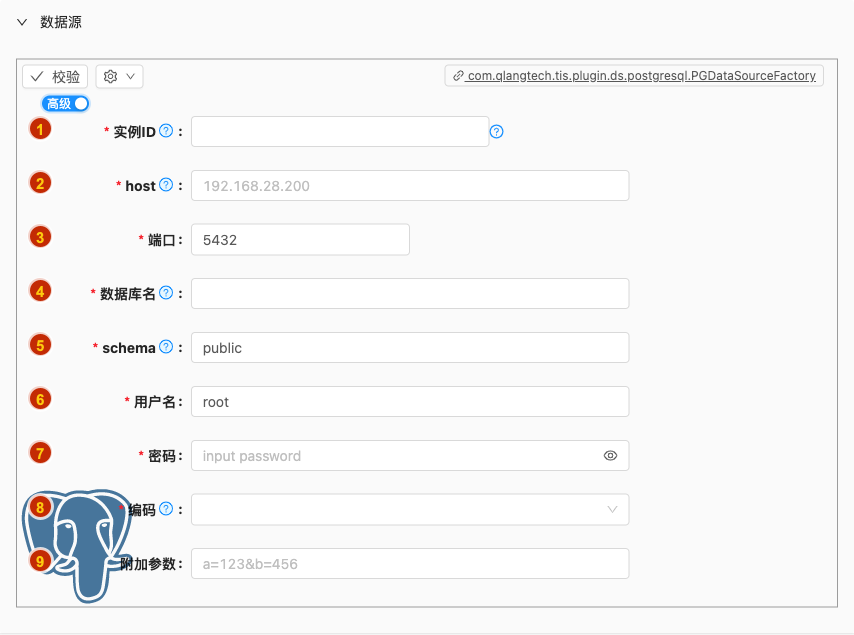 数据源
校验
com.qlangtech.tis.plugin.ds.postgresql.PGDataSourceFactory
高级
1 * 实例ID ? :  ?
2 * host ? : 192.168.28.200
3 * 端口: 5432
4 * 数据库名 ? :
5 * schema ? : public
6 * 用户名: root
7 * 密码: input password
8 * 编码 ? :
9 附加参数: a=123&b=456